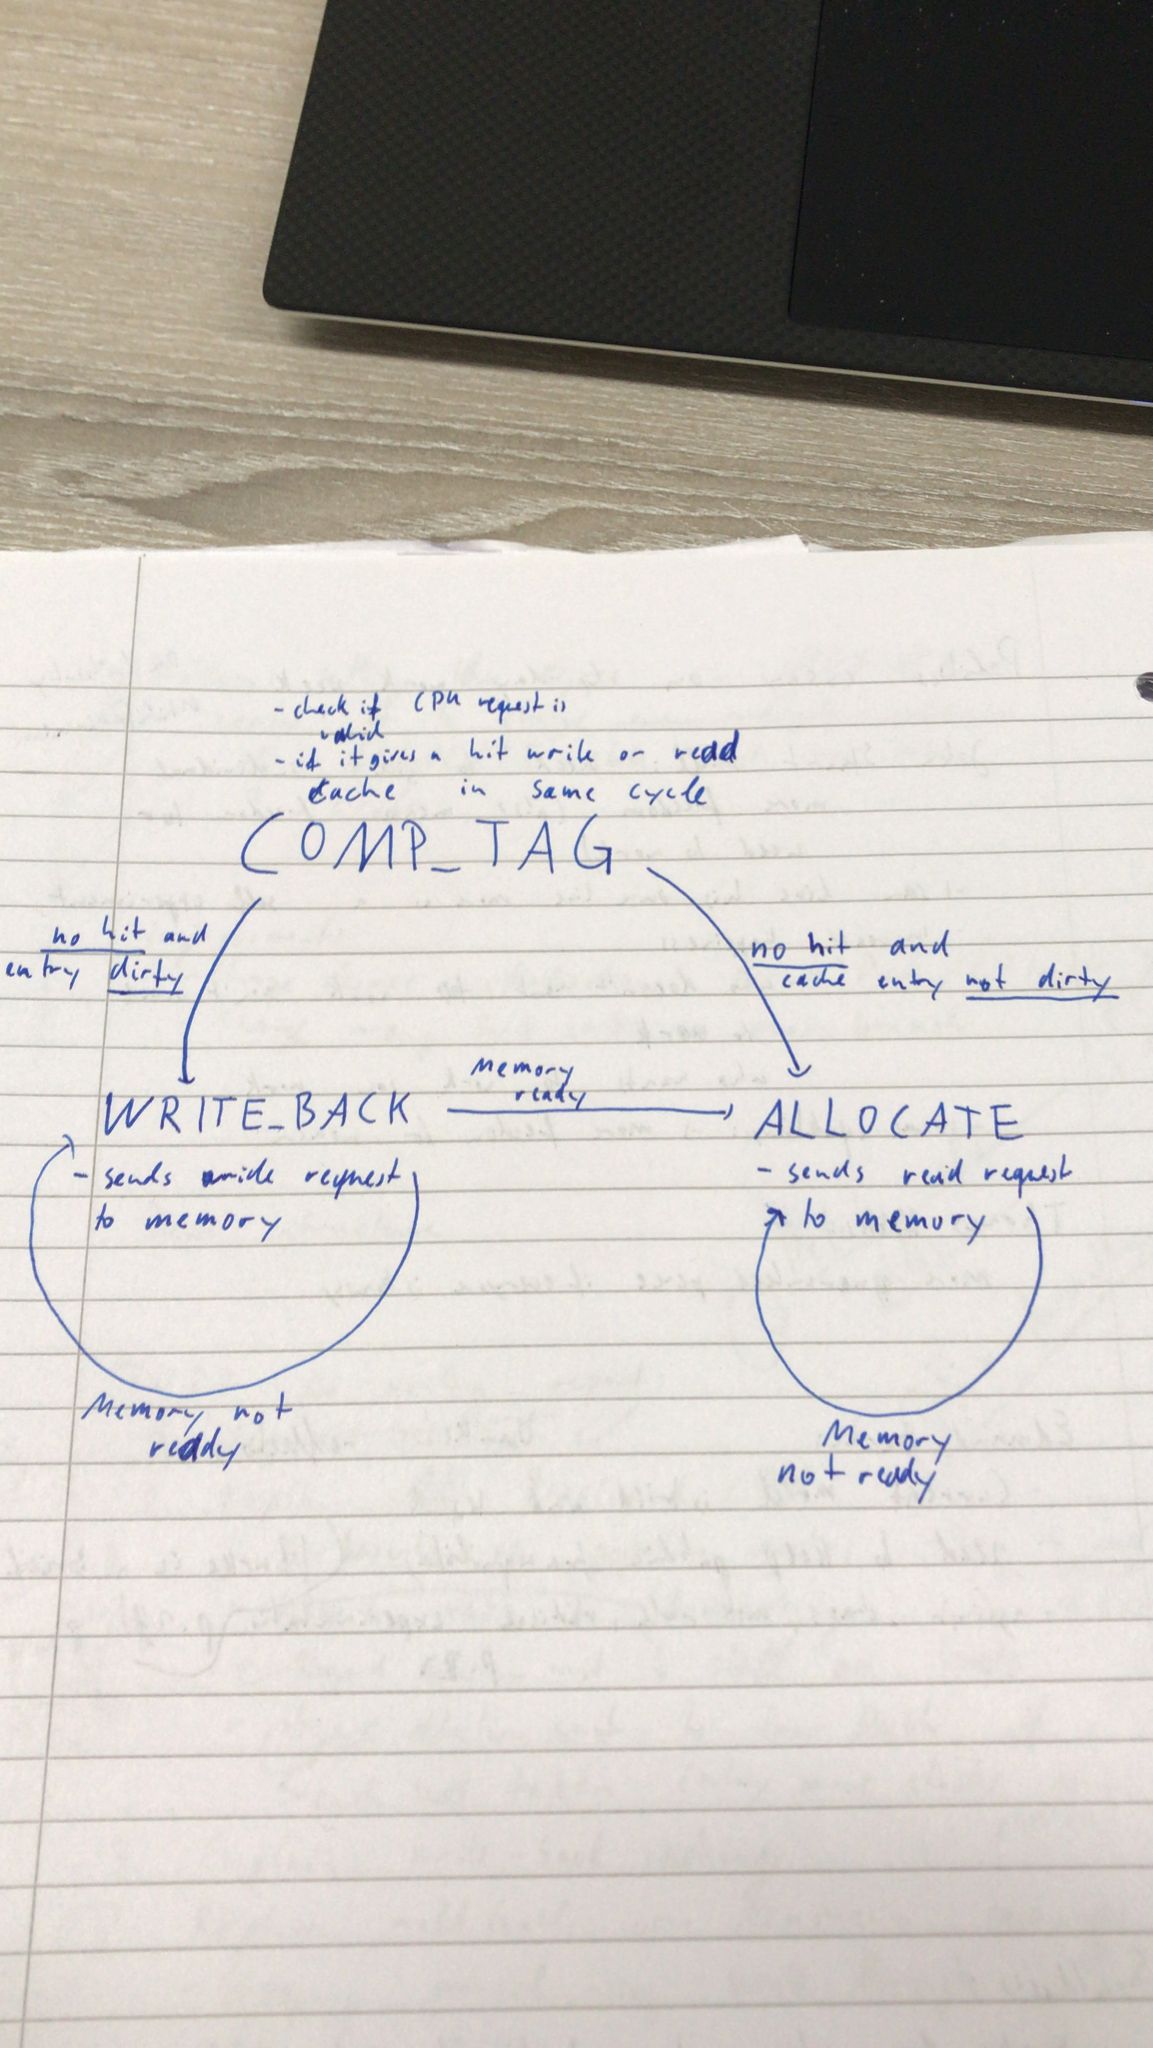 - check if CPU request is
valid
- if it gives a hit write or read
cache in same cycle
COMP_TAG
no hit and
entry dirty
no hit and
cache entry not dirty
Memory
ready
WRITE_BACK
ALLOCATE
- sends write request
to memory
- sends read request
to memory
Memory not
ready
Memory
not ready